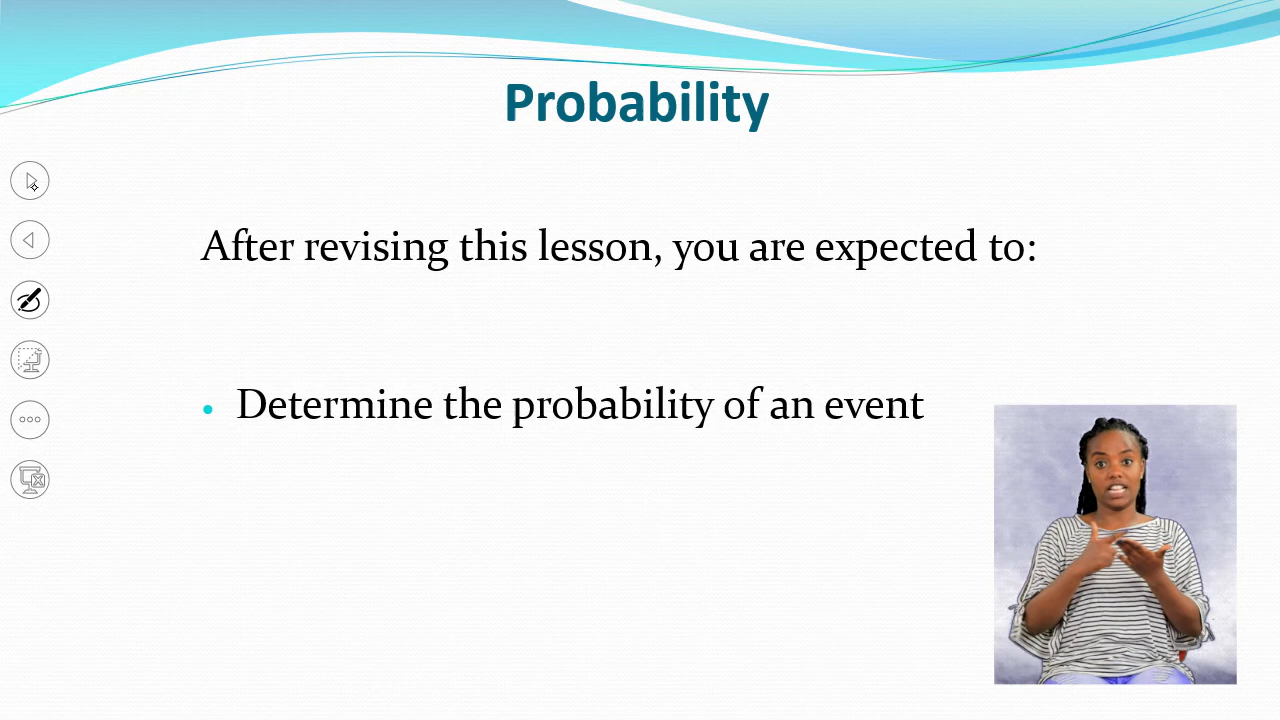 Probability
After revising this lesson, you are expected to:
• Determine the probability of an event